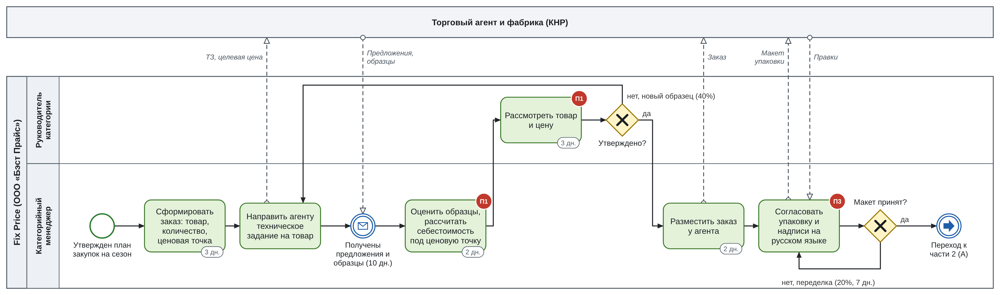 Торговый агент и фабрика (КНР)
ТЗ, целевая цена
Предложения,
образцы
Заказ
Макет
упаковки
Правки
Fix Price (ООО «Бэст Прайс»)
Руководитель
категории
Рассмотреть товар
и цену
П1
3 дн.
нет, новый образец (40%)
да
Утверждено?
Категорийный
менеджер
Утвержден план
закупок на сезон
Сформировать
заказ: товар,
количество,
ценовая точка
3 дн.
Направить агенту
техническое
задание на товар
Получены
предложения и
образцы (10 дн.)
П1
Оценить образцы,
рассчитать
себестоимость
под ценовую точку
2 дн.
Разместить заказ
у агента
2 дн.
П3
Согласовать
упаковку и
надписи на
русском языке
Макет принят?
да
нет, переделка (20%, 7 дн.)
Переход к
части 2 (А)